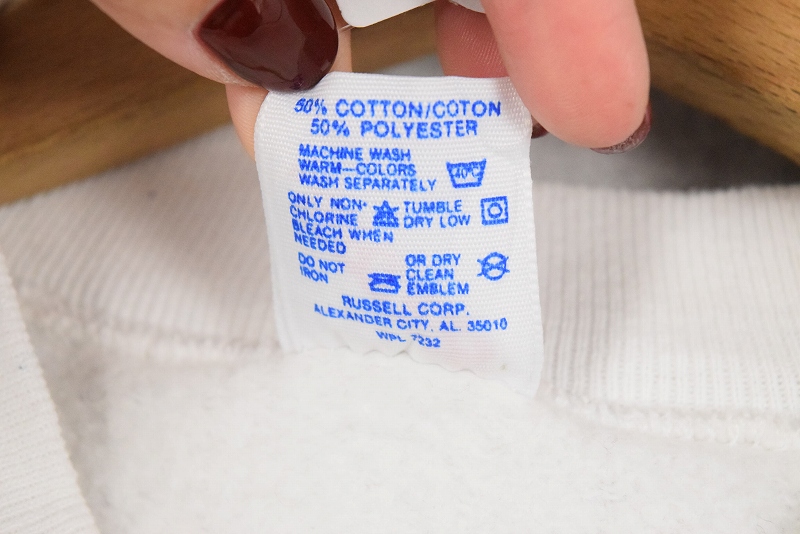 50% COTTON/COTON
50% POLYESTER
MACHINE WASH
WARM—COLORS
WASH SEPARATELY
ONLY NON-
CHLORINE
BLEACH WHEN
NEEDED
TUMBLE
DRY LOW
DO NOT
IRON
OR DRY
CLEAN
EMBLEM
RUSSELL CORP.
ALEXANDER CITY, AL. 35010
WPL 7232